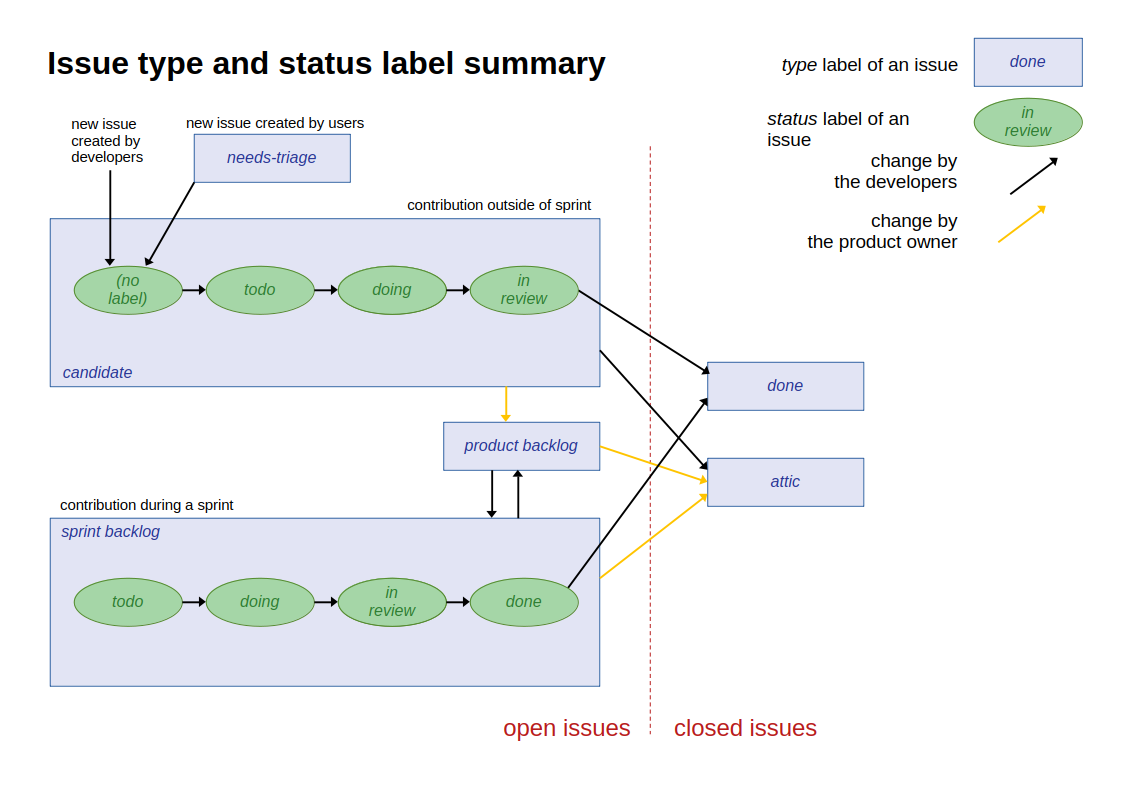 Issue type and status label summary
type label of an issue
done
status label of an
issue
in
review
change by
the developers
change by
the product owner
new issue
created by
developers
new issue created by users
needs-triage
contribution outside of sprint
(no
label)
todo
doing
in
review
candidate
done
product backlog
attic
contribution during a sprint
sprint backlog
todo
doing
in
review
done
open issues
closed issues